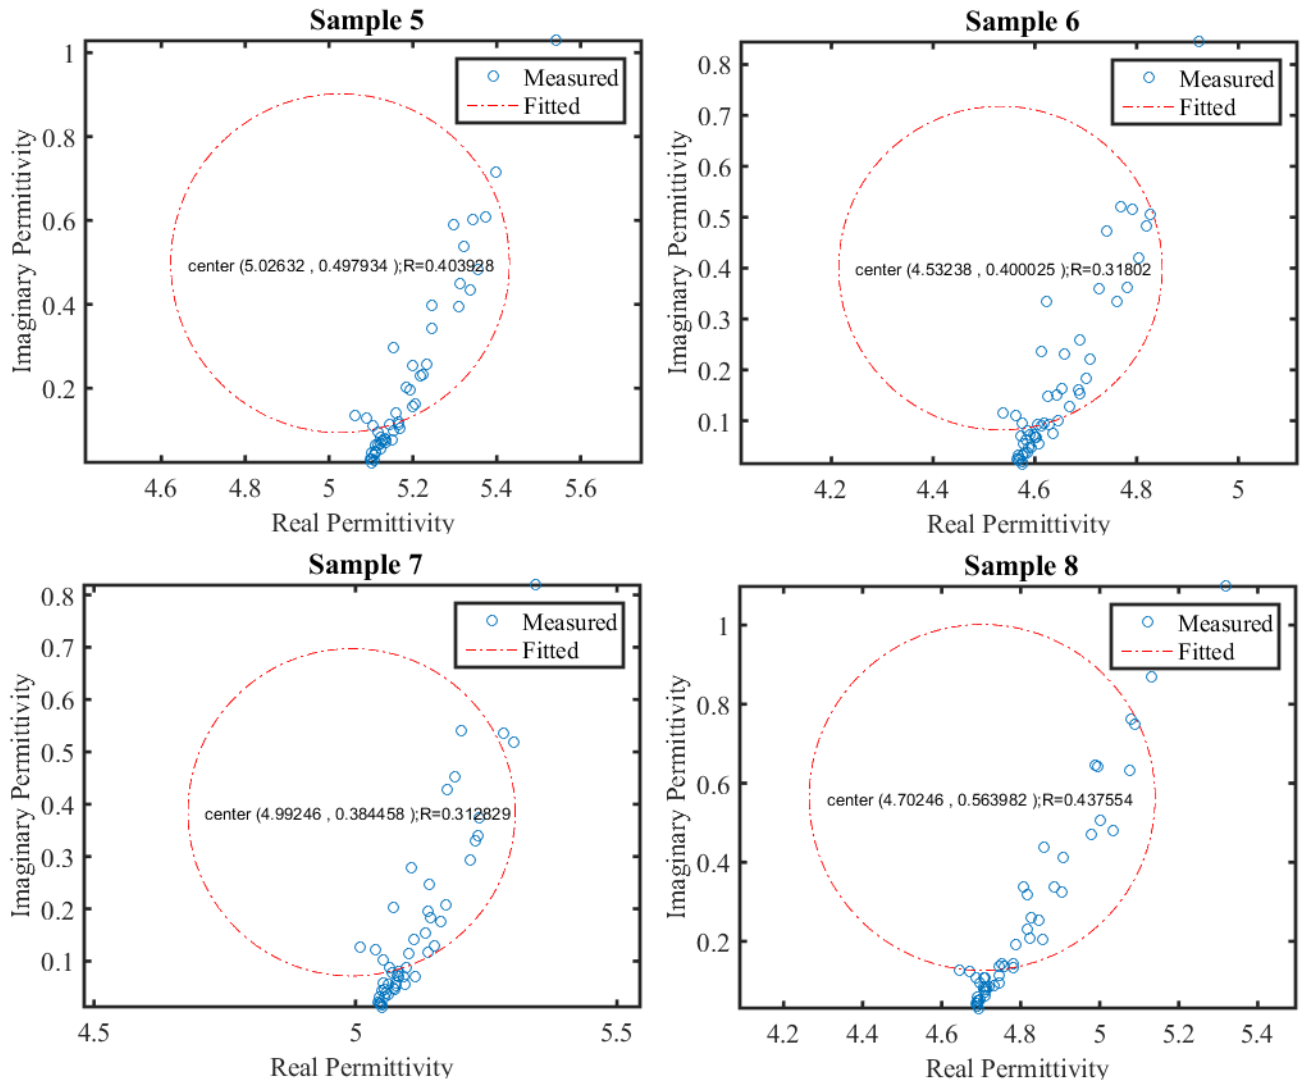 Sample 5
1
0.8
0.6
0.4
0.2
Imaginary Permittivity
Measured
Fitted
center (5.02632 , 0.497934 );R=0.403928
4.6 4.8 5 5.2 5.4 5.6
Real Permittivity
Sample 6
0.8
0.7
0.6
0.5
0.4
0.3
0.2
0.1
Imaginary Permittivity
Measured
Fitted
center (4.53238 , 0.400025 );R=0.31802
4.2 4.4 4.6 4.8 5
Real Permittivity
Sample 7
0.8
0.7
0.6
0.5
0.4
0.3
0.2
0.1
Imaginary Permittivity
Measured
Fitted
center (4.99246 , 0.384458 );R=0.312829
4.5 5 5.5
Real Permittivity
Sample 8
1
0.8
0.6
0.4
0.2
Imaginary Permittivity
Measured
Fitted
center (4.70246 , 0.563982 );R=0.437554
4.2 4.4 4.6 4.8 5 5.2 5.4
Real Permittivity